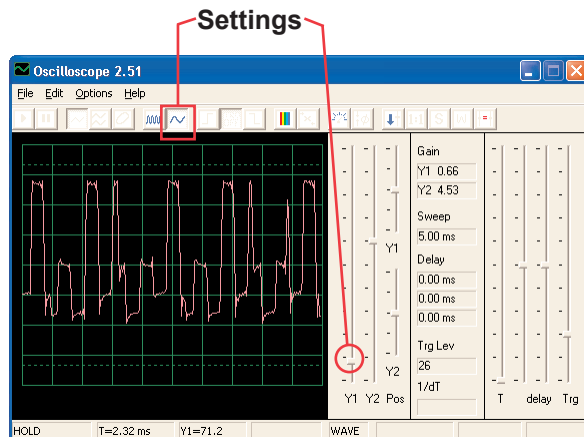 Settings
Oscilloscope 2.51
File Edit Options Help
Gain
Y1 0.66
Y2 4.53
Sweep
5.00 ms
Y1
Delay
0.00 ms
0.00 ms
0.00 ms
Trg Lev
26
Y2
1/dT
Y1 Y2 Pos
T delay Trg
HOLD T=2.32 ms Y1=71.2 WAVE